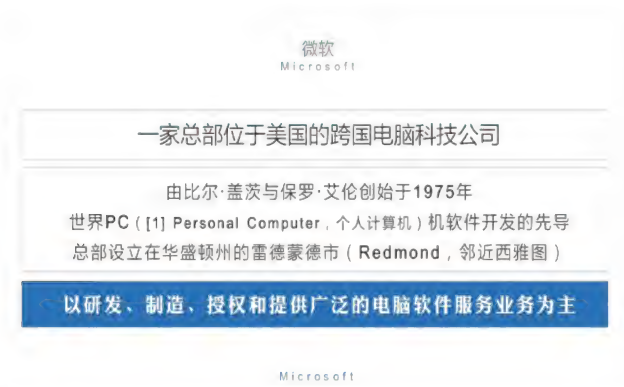 微软
Microsoft
一家总部位于美国的跨国电脑科技公司
由比尔·盖茨与保罗·艾伦创始于1975年
世界PC（[1] Personal Computer，个人计算机）机软件开发的先导
总部设立在华盛顿州的雷德蒙德市（Redmond，邻近西雅图）
以研发、制造、授权和提供广泛的电脑软件服务业务为主
Microsoft